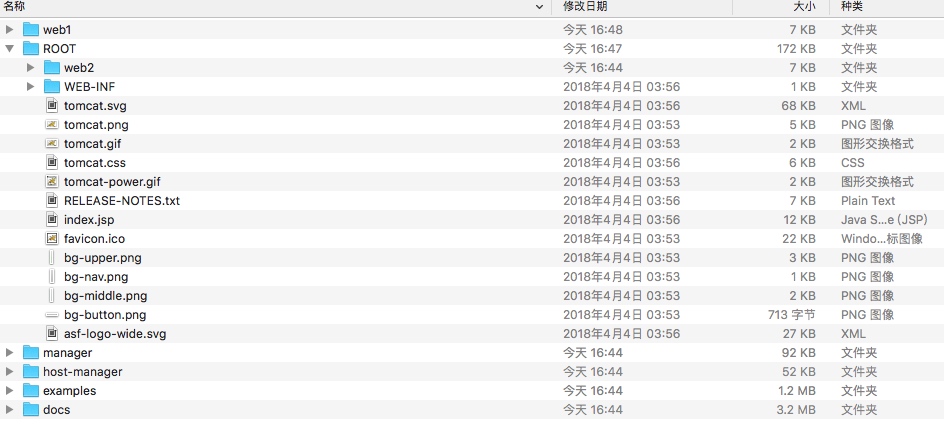 名称 修改日期 大小 种类
web1 今天 16:48 7 KB 文件夹
ROOT 今天 16:47 172 KB 文件夹
web2 今天 16:44 7 KB 文件夹
WEB-INF 2018年4月4日 03:56 1 KB 文件夹
tomcat.svg 2018年4月4日 03:56 68 KB XML
tomcat.png 2018年4月4日 03:53 5 KB PNG 图像
tomcat.gif 2018年4月4日 03:53 2 KB 图形交换格式
tomcat.css 2018年4月4日 03:56 6 KB CSS
tomcat-power.gif 2018年4月4日 03:53 2 KB 图形交换格式
RELEASE-NOTES.txt 2018年4月4日 03:56 7 KB Plain Text
index.jsp 2018年4月4日 03:56 12 KB Java S...e (JSP)
favicon.ico 2018年4月4日 03:53 22 KB Windo...标图像
bg-upper.png 2018年4月4日 03:53 3 KB PNG 图像
bg-nav.png 2018年4月4日 03:53 1 KB PNG 图像
bg-middle.png 2018年4月4日 03:53 2 KB PNG 图像
bg-button.png 2018年4月4日 03:53 713 字节 PNG 图像
asf-logo-wide.svg 2018年4月4日 03:56 27 KB XML
manager 今天 16:44 92 KB 文件夹
host-manager 今天 16:44 52 KB 文件夹
examples 今天 16:44 1.2 MB 文件夹
docs 今天 16:44 3.2 MB 文件夹